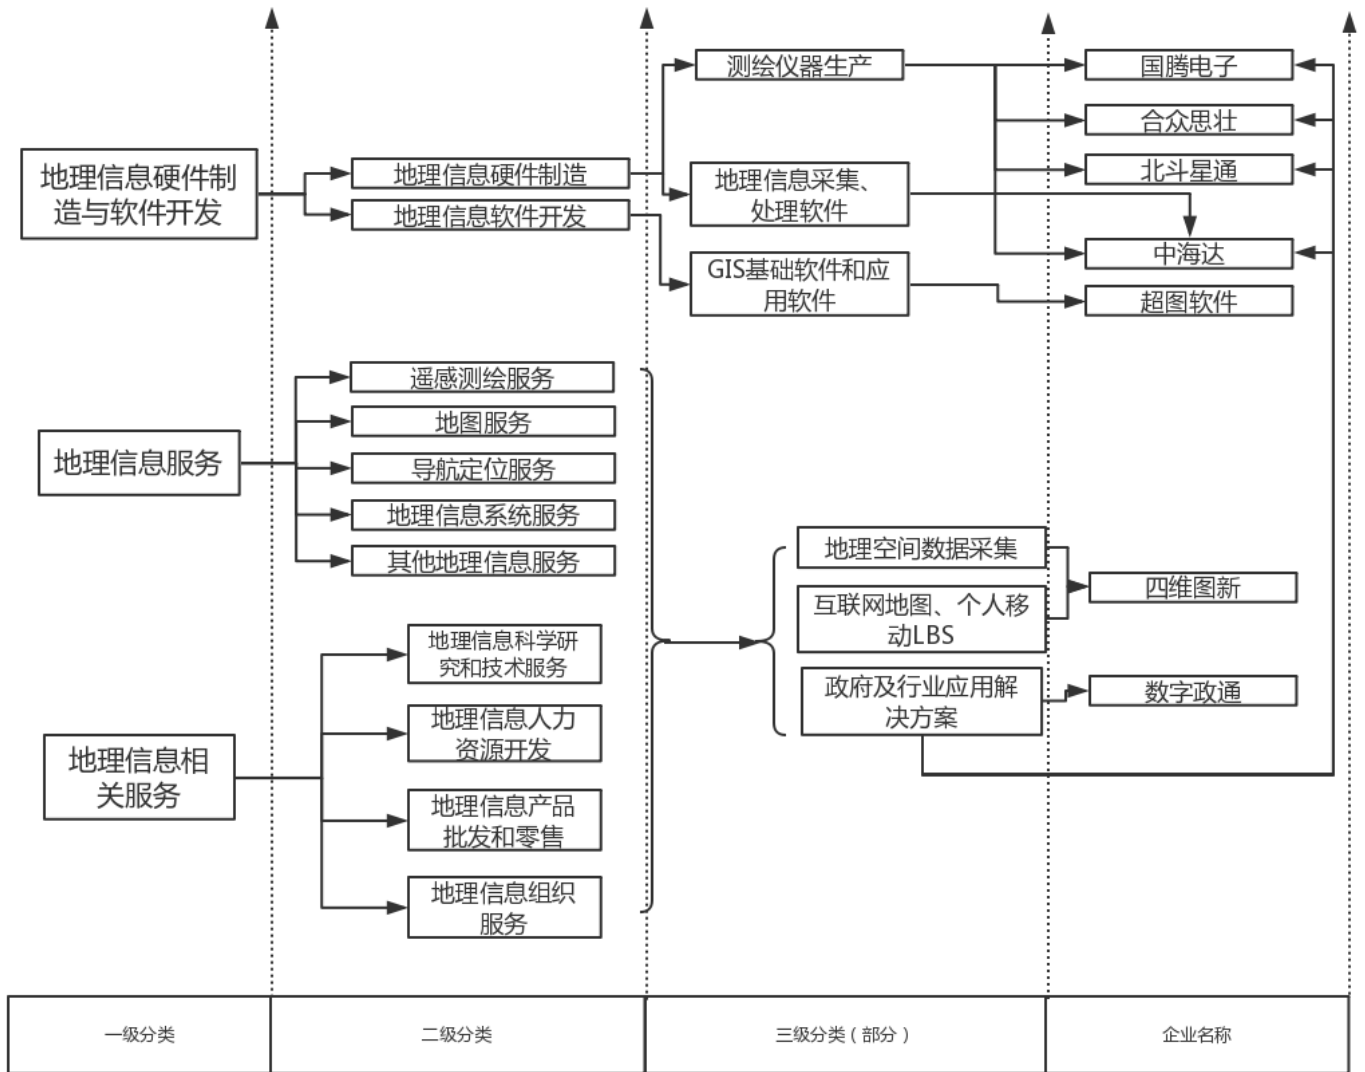 测绘仪器生产
国腾电子
合众思壮
地理信息硬件制
造与软件开发
地理信息硬件制造
地理信息采集、
处理软件
北斗星通
地理信息软件开发
中海达
GIS基础软件和应
用软件
超图软件
遥感测绘服务
地图服务
地理信息服务
导航定位服务
地理信息系统服务
其他地理信息服务
地理空间数据采集
四维图新
互联网地图、个人移
动LBS
地理信息科学研
究和技术服务
政府及行业应用解
决方案
数字政通
地理信息人力
资源开发
地理信息相
关服务
地理信息产品
批发和零售
地理信息组织
服务
一级分类
二级分类
三级分类（部分）
企业名称